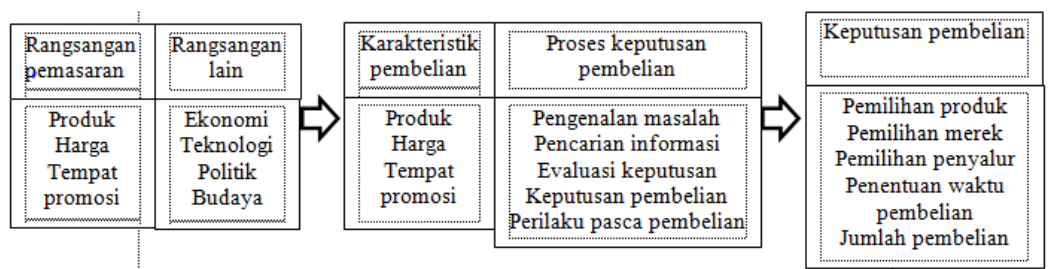 Rangsangan
pemasaran
Produk
Harga
Tempat
promosi
Rangsangan
lain
Ekonomi
Teknologi
Politik
Budaya
Karakteristik
pembelian
Produk
Harga
Tempat
promosi
Proses keputusan
pembelian
Pengenalan masalah
Pencarian informasi
Evaluasi keputusan
Keputusan pembelian
Perilaku pasca pembelian
Keputusan pembelian
Pemilihan produk
Pemilihan merek
Pemilihan penyalur
Penentuan waktu
pembelian
Jumlah pembelian